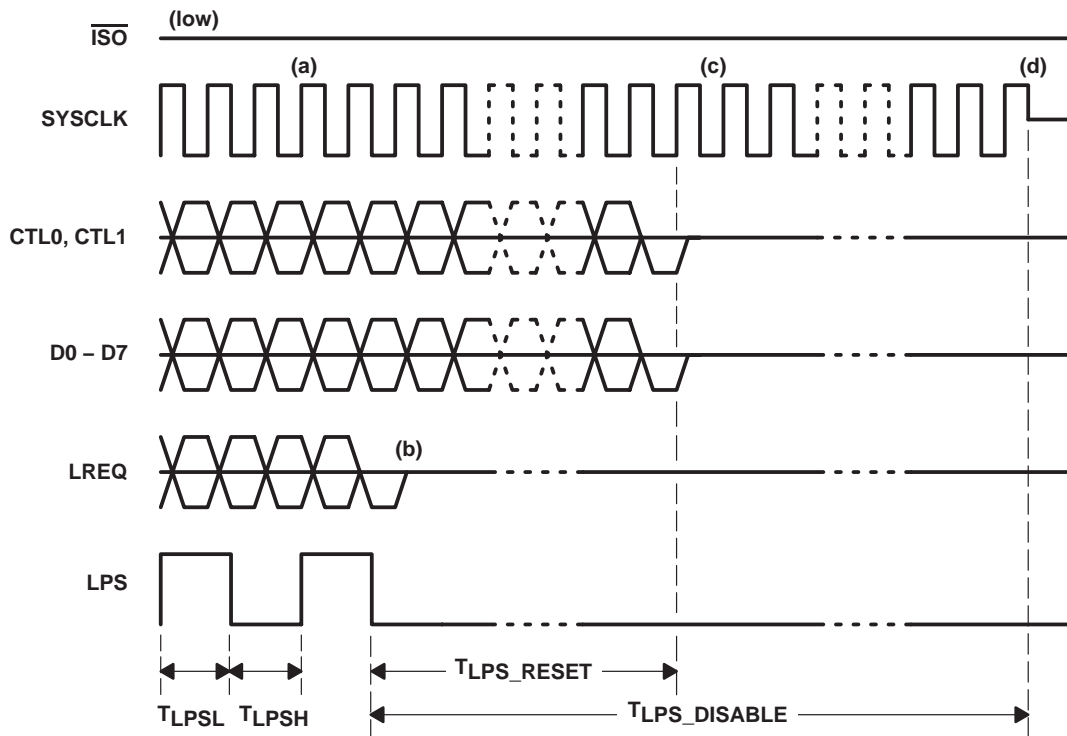 (low)
ISO
(a)
(c)
(d)
SYSCLK
CTL0, CTL1
D0 – D7
(b)
LREQ
LPS
TLPS_RESET
TLPSL
TLPSH
TLPS_DISABLE